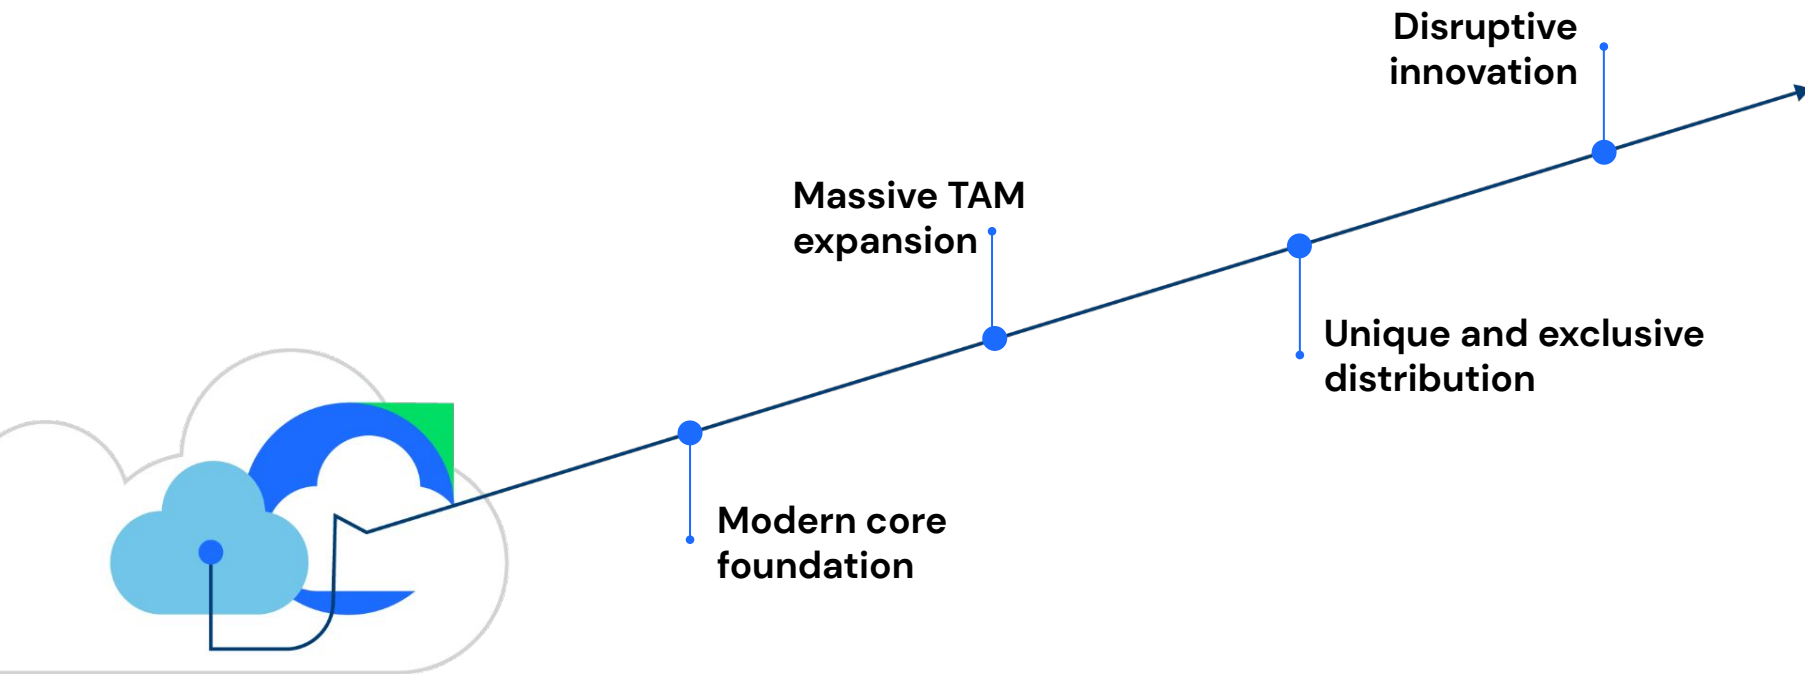 Disruptive
innovation
Massive TAM
expansion
Unique and exclusive
distribution
Modern core
foundation